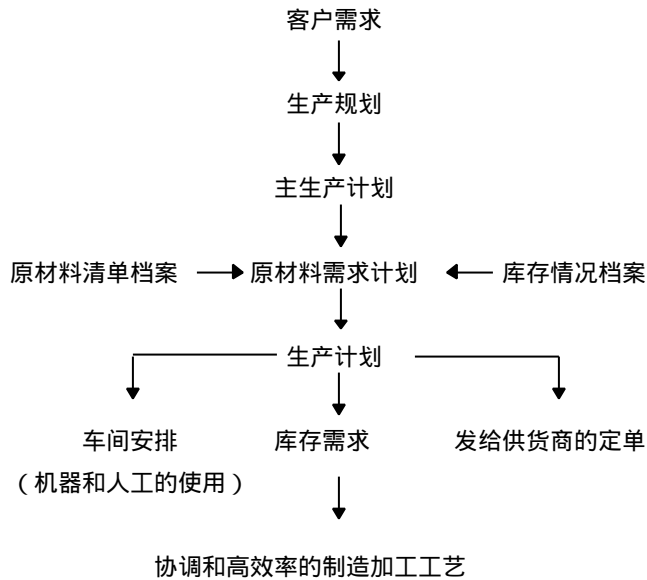 客户需求
生产规划
主生产计划
原材料清单档案 原材料需求计划 库存情况档案
生产计划
车间安排 库存需求 发给供货商的定单
（机器和人工的使用）
协调和高效率的制造加工工艺